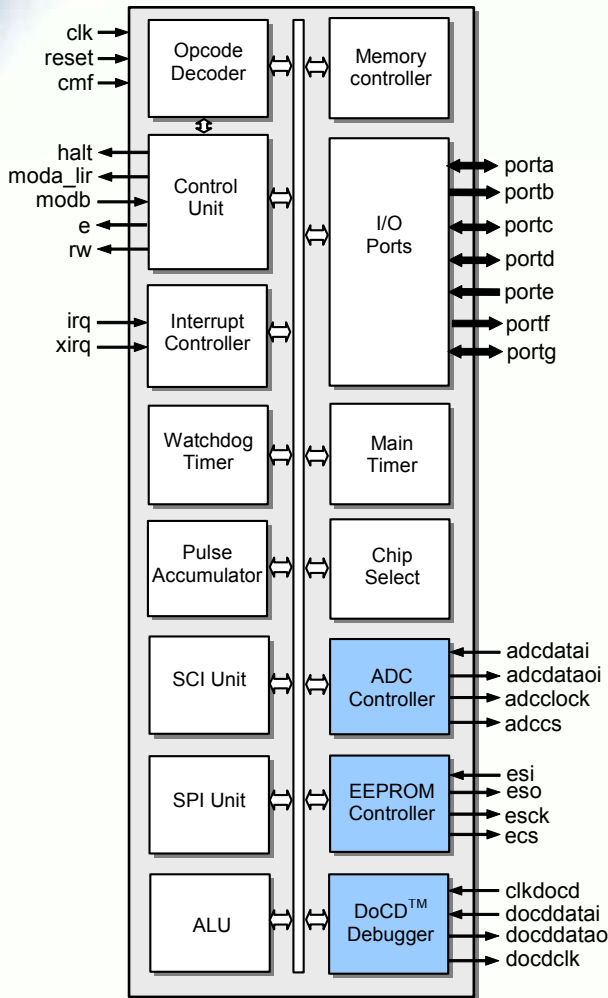 clk
reset
cmf
Opcode
Decoder
Memory
controller
halt
moda_lir
modb
e
rw
Control
Unit
I/O
Ports
porta
portb
portc
portd
porte
portf
portg
irq
xirq
Interrupt
Controller
Watchdog
Timer
Main
Timer
Pulse
Accumulator
Chip
Select
SCI Unit
ADC
Controller
adcdatai
adcdataoi
adcclock
adccs
SPI Unit
EEPROM
Controller
esi
eso
esck
ecs
ALU
DoCD™
Debugger
clkdocd
docddatai
docddatao
docdclk